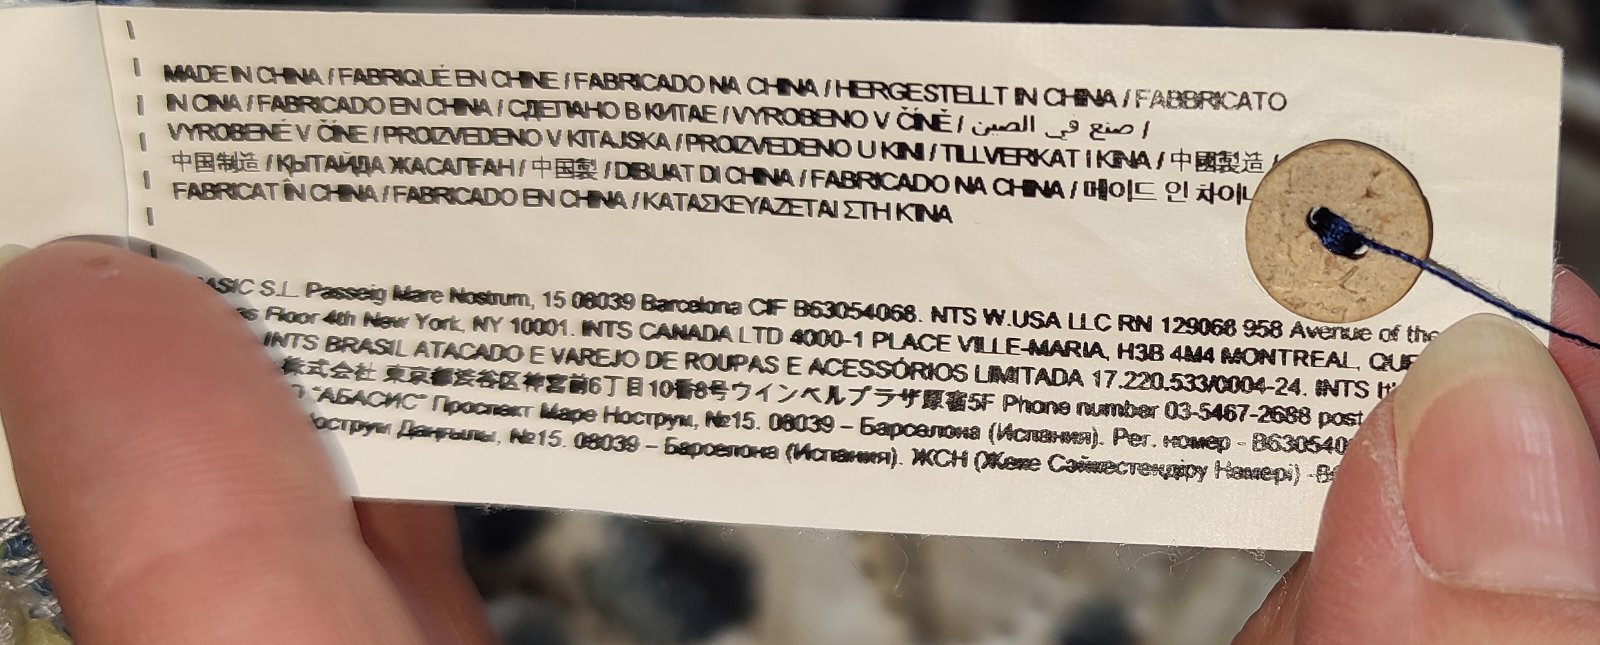 MADE IN CHINA / FABRIQUÉ EN CHINE / FABRICADO NA CHINA / HERGESTELLT IN CHINA / FABBRICATO
IN CINA / FABRICADO EN CHINA / СДЕЛАНО В КИТАЕ / VYROBENO V ČÍNĚ / صنع في الصين /
VYROBENÉ V ČÍNE / PROIZVEDENO V KITAJSKA / PROIZVEDENO U KINI / TILLVERKAT I KINA / 中國製造 /
中国制造 / ҚЫТАЙДА ЖАСАЛҒАН / 中国製 / DIBUAT DI CHINA / FABRICADO NA CHINA / 메이드 인 차이나
FABRICAT ÎN CHINA / FABRICADO EN CHINA / ΚΑΤΑΣΚΕΥΑΖΕΤΑΙ ΣΤΗ ΚΙΝΑ
BASIC S.L. Passeig Mare Nostrum, 15 08039 Barcelona CIF B63054068. NTS W.USA LLC RN 129068 958 Avenue of the
Floor 4th New York, NY 10001. INTS CANADA LTD 4000-1 PLACE VILLE-MARIA, H3B 4M4 MONTREAL, QUE
INTS BRASIL ATACADO E VAREJO DE ROUPAS E ACESSÓRIOS LIMITADA 17.220.533/0004-24. INTS
株式会社 東京都渋谷区神宮前6丁目10番8号ウインベルプラザ原宿5F Phone number 03-5467-2688 post
"АБАСИС" Проспект Маре Нострум, №15. 08039 – Барселона (Испания). Рег. номер - B630540
Нострум Даңғылы, №15. 08039 – Барселона (Испания). ЖСН (Жеке Сәйкестендіру Нөмері) -B